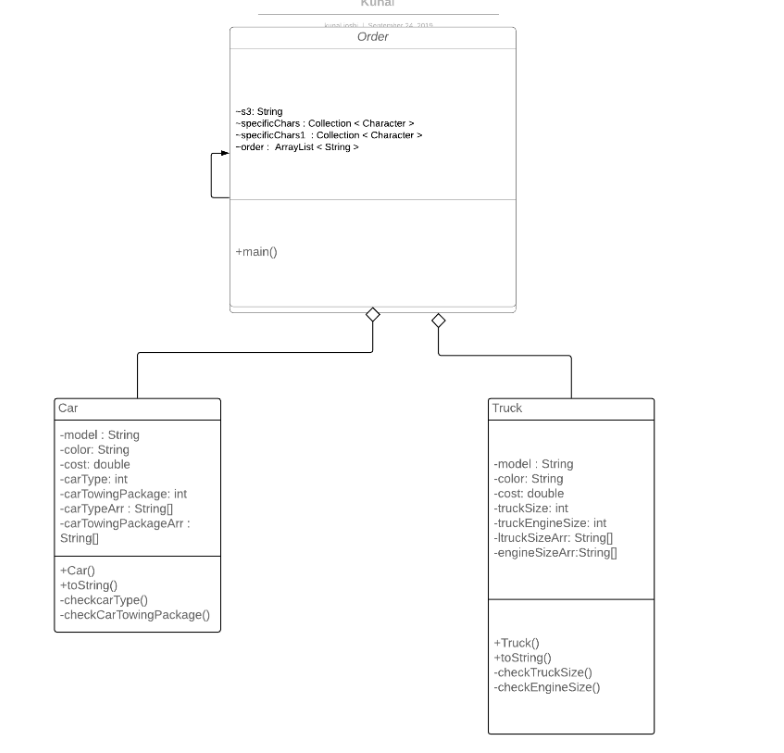 Kunal
kunal joshi | September 24, 2019
Order
~s3: String
~specificChars : Collection < Character >
~specificChars1 : Collection < Character >
~order : ArrayList < String >
+main()
Car
-model : String
-color: String
-cost: double
-carType: int
-carTowingPackage: int
-carTypeArr : String[]
-carTowingPackageArr :
String[]
+Car()
+toString()
-checkcarType()
-checkCarTowingPackage()
Truck
-model : String
-color: String
-cost: double
-truckSize: int
-truckEngineSize: int
-ltruckSizeArr: String[]
-engineSizeArr:String[]
+Truck()
+toString()
-checkTruckSize()
-checkEngineSize()